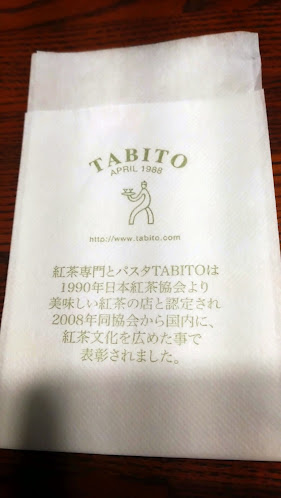 TABITO
APRIL 1988
http://www.tabito.com
紅茶専門とパスタTABITOは
1990年日本紅茶協会より
美味しい紅茶の店と認定され
2008年同協会から国内に、
紅茶文化を広めた事で
表彰されました。